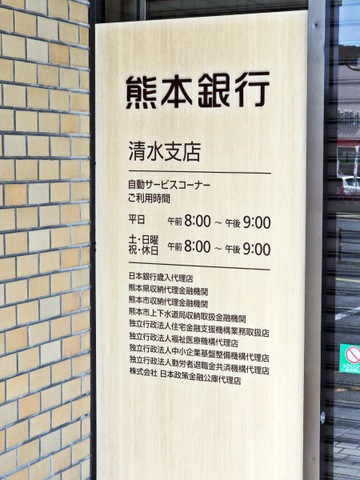 熊本銀行
清水支店
自動サービスコーナー
ご利用時間
平日 午前8:00 ～ 午後9:00
土・日曜
祝・休日 午前8:00 ～ 午後9:00
日本銀行歳入代理店
熊本県収納代理金融機関
熊本市収納代理金融機関
熊本市上下水道局収納取扱金融機関
独立行政法人住宅金融支援機構業務取扱店
独立行政法人福祉医療機構代理店
独立行政法人中小企業基盤整備機構代理店
独立行政法人勤労者退職金共済機構代理店
株式会社 日本政策金融公庫代理店